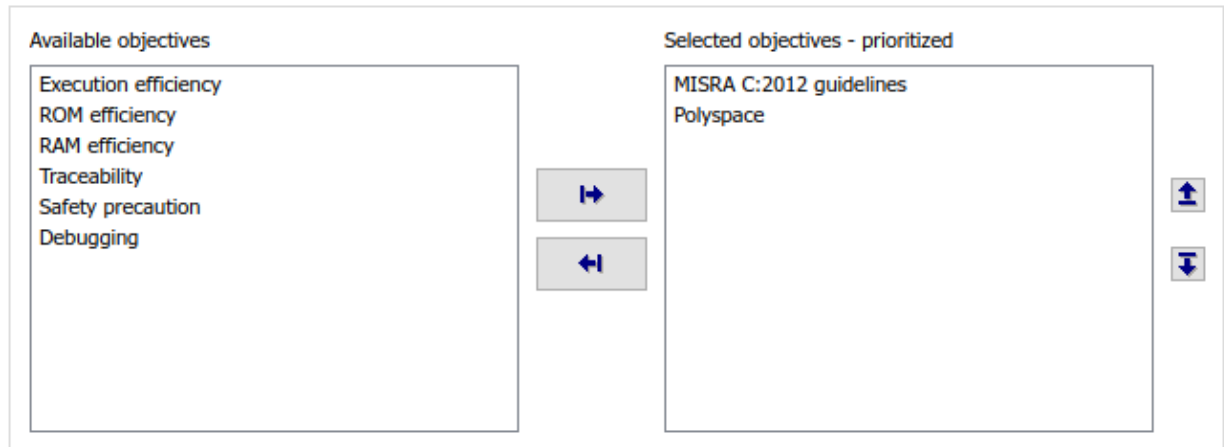 Available objectives
Execution efficiency
ROM efficiency
RAM efficiency
Traceability
Safety precaution
Debugging
Selected objectives - prioritized
MISRA C:2012 guidelines
Polyspace